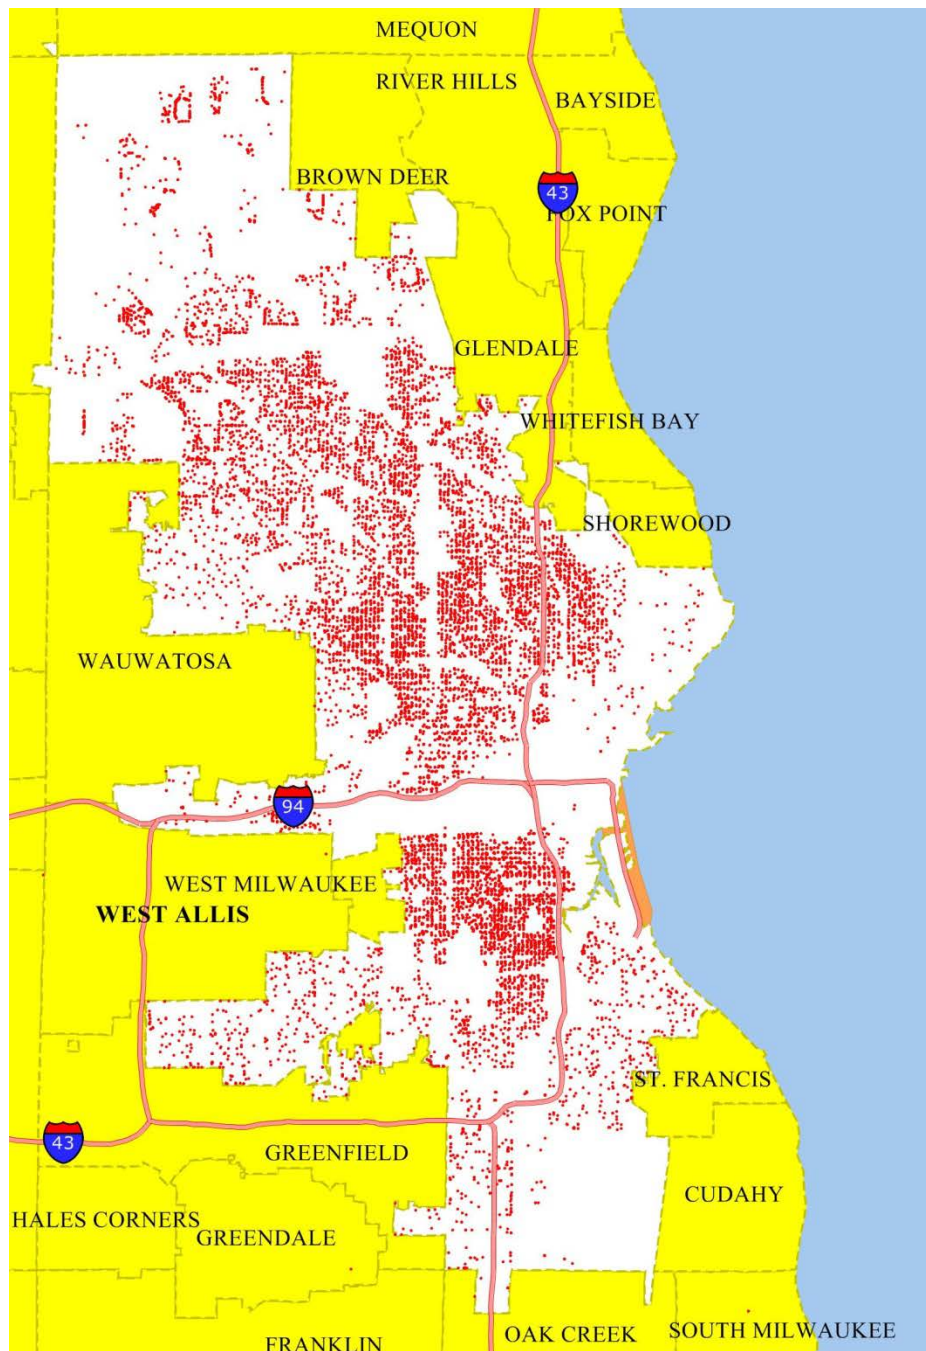 MEQUON
RIVER HILLS
BAYSIDE
BROWN DEER
43
FOX POINT
GLENDALE
WHITEFISH BAY
SHOREWOOD
WAUWATOSA
94
WEST MILWAUKEE
WEST ALLIS
ST. FRANCIS
43
GREENFIELD
CUDAHY
HALES CORNERS
GREENDALE
SOUTH MILWAUKEE
OAK CREEK
FRANKLIN